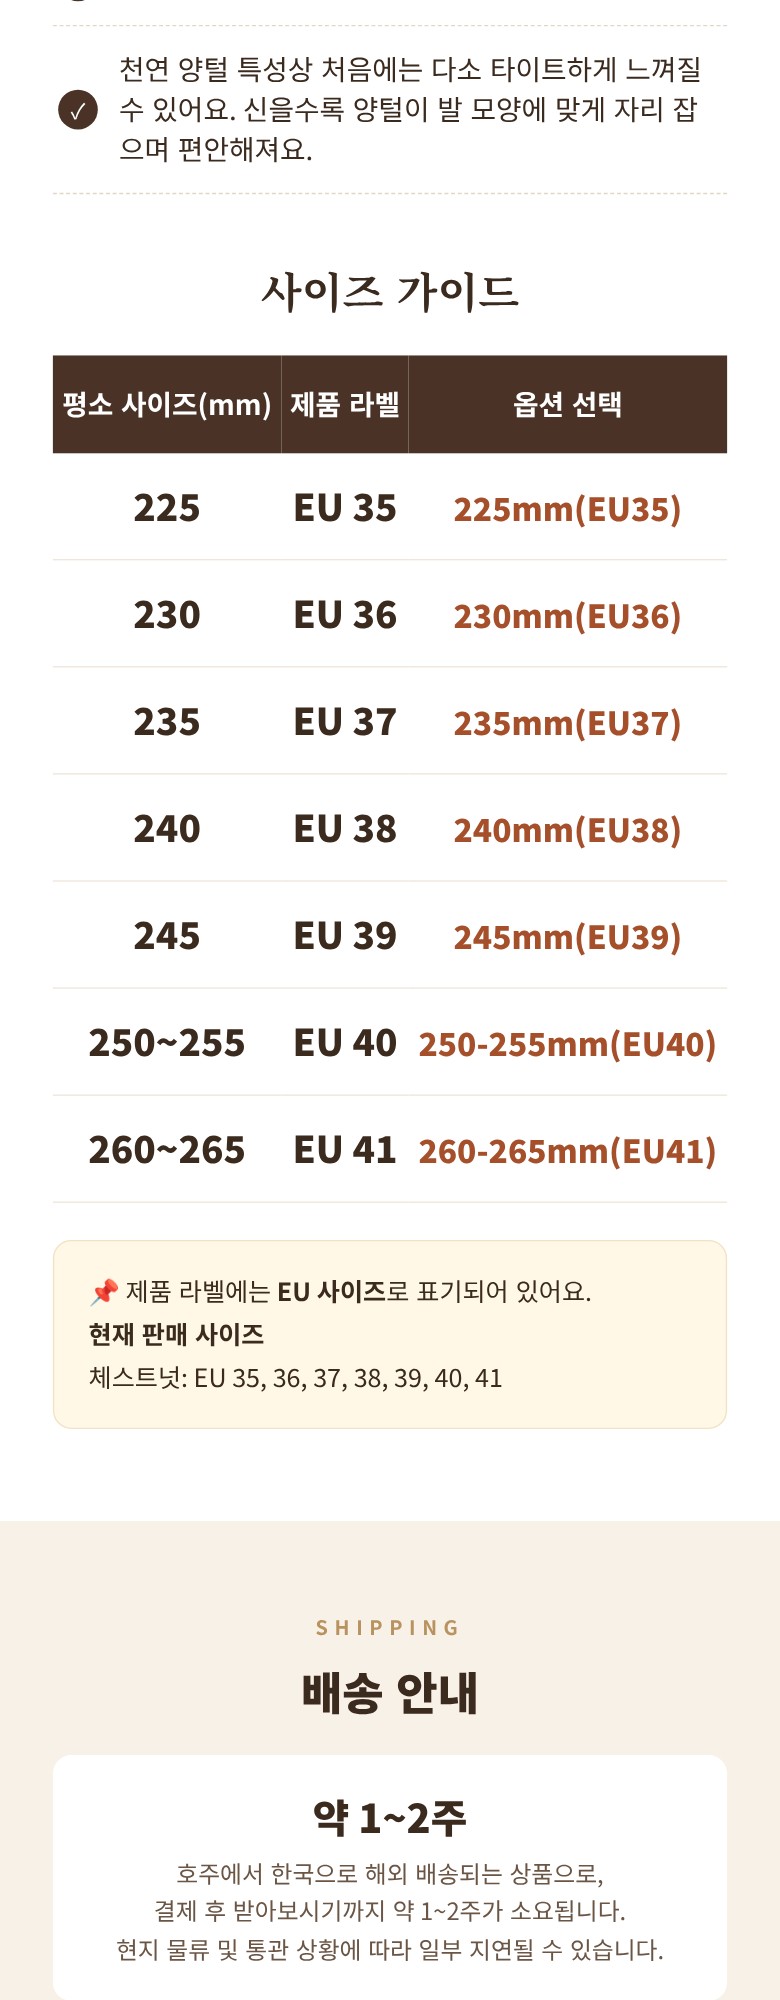 천연 양털 특성상 처음에는 다소 타이트하게 느껴질
수 있어요. 신을수록 양털이 발 모양에 맞게 자리 잡
으며 편안해져요.
사이즈 가이드
평소 사이즈(mm) 제품 라벨 옵션 선택
225 EU 35 225mm(EU35)
230 EU 36 230mm(EU36)
235 EU 37 235mm(EU37)
240 EU 38 240mm(EU38)
245 EU 39 245mm(EU39)
250~255 EU 40 250-255mm(EU40)
260~265 EU 41 260-265mm(EU41)
📌 제품 라벨에는 EU 사이즈로 표기되어 있어요.
현재 판매 사이즈
체스트넛: EU 35, 36, 37, 38, 39, 40, 41
SHIPPING
배송 안내
약 1~2주
호주에서 한국으로 해외 배송되는 상품으로,
결제 후 받아보시기까지 약 1~2주가 소요됩니다.
현지 물류 및 통관 상황에 따라 일부 지연될 수 있습니다.